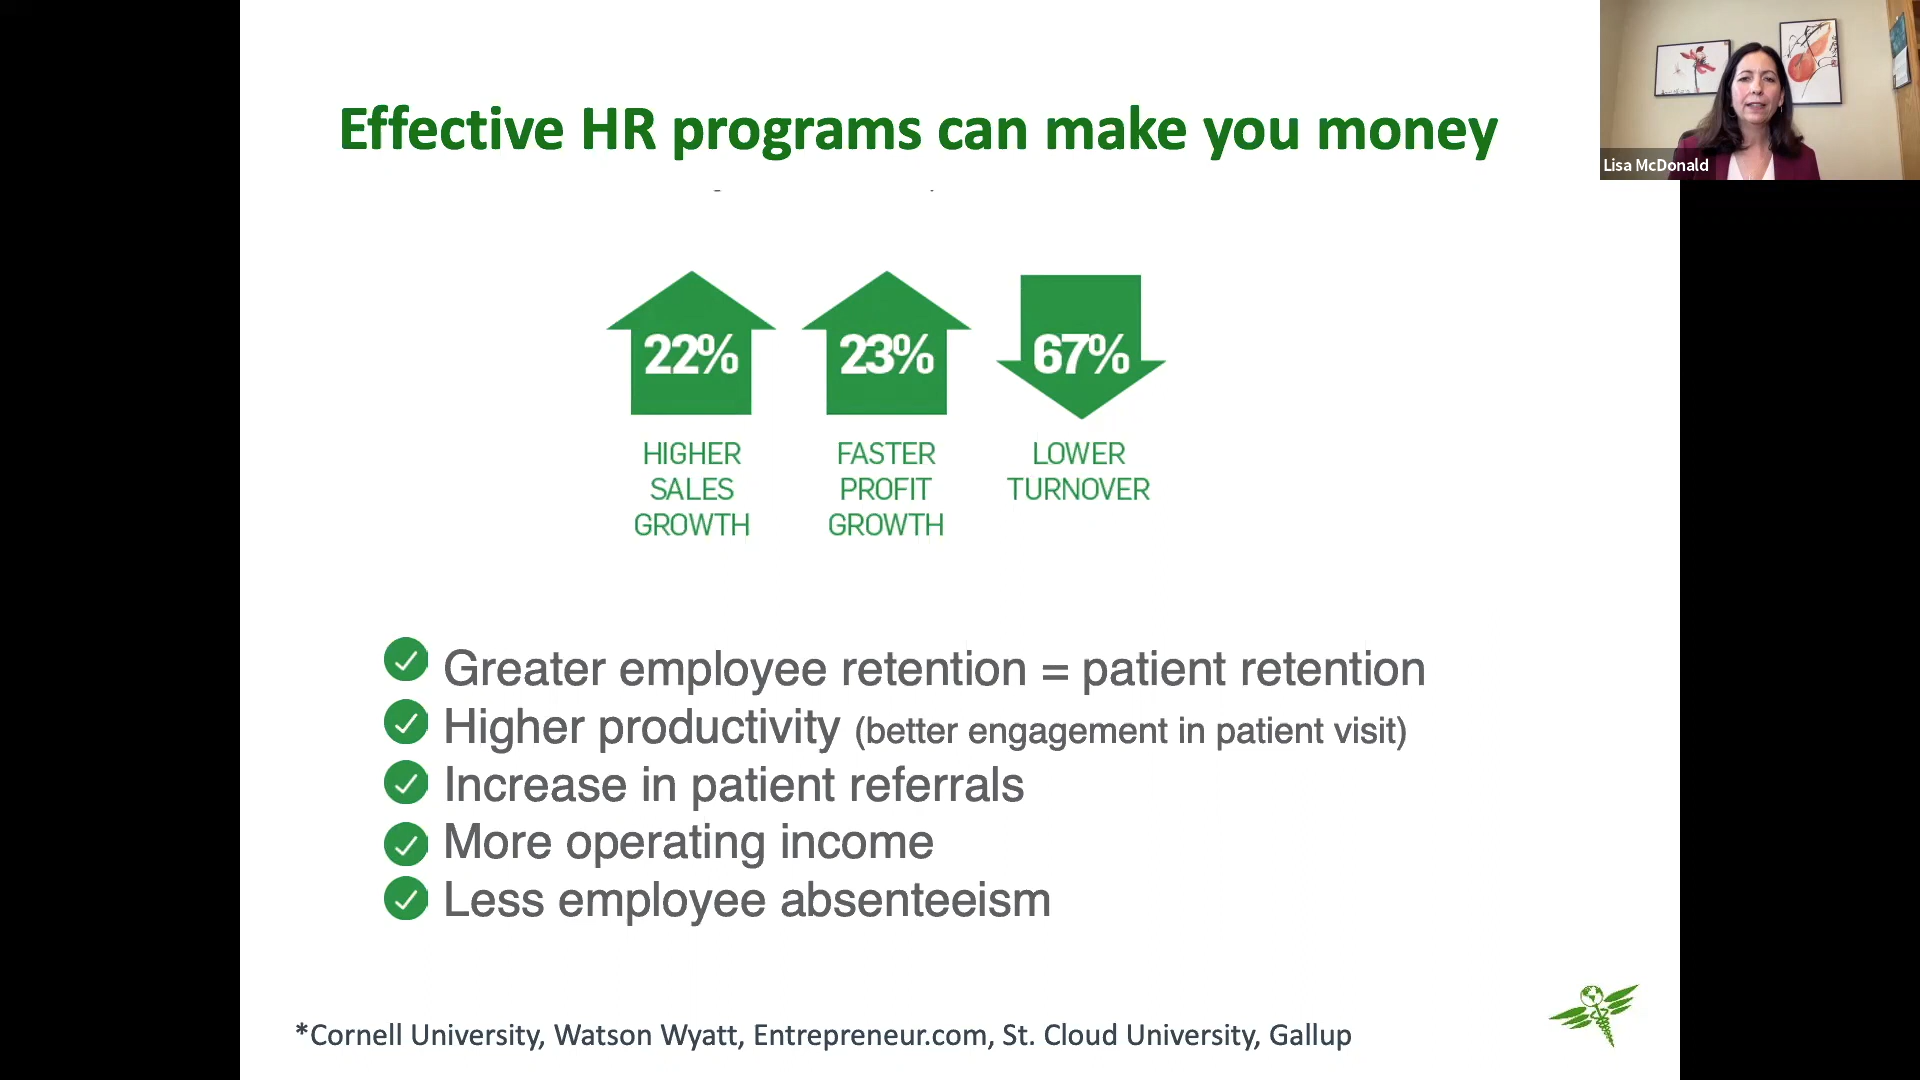 Effective HR programs can make you money
Lisa McDonald
22%
23%
67%
HIGHER
SALES
GROWTH
FASTER
PROFIT
GROWTH
LOWER
TURNOVER
Greater employee retention = patient retention
Higher productivity (better engagement in patient visit)
Increase in patient referrals
More operating income
Less employee absenteeism
*Cornell University, Watson Wyatt, Entrepreneur.com, St. Cloud University, Gallup